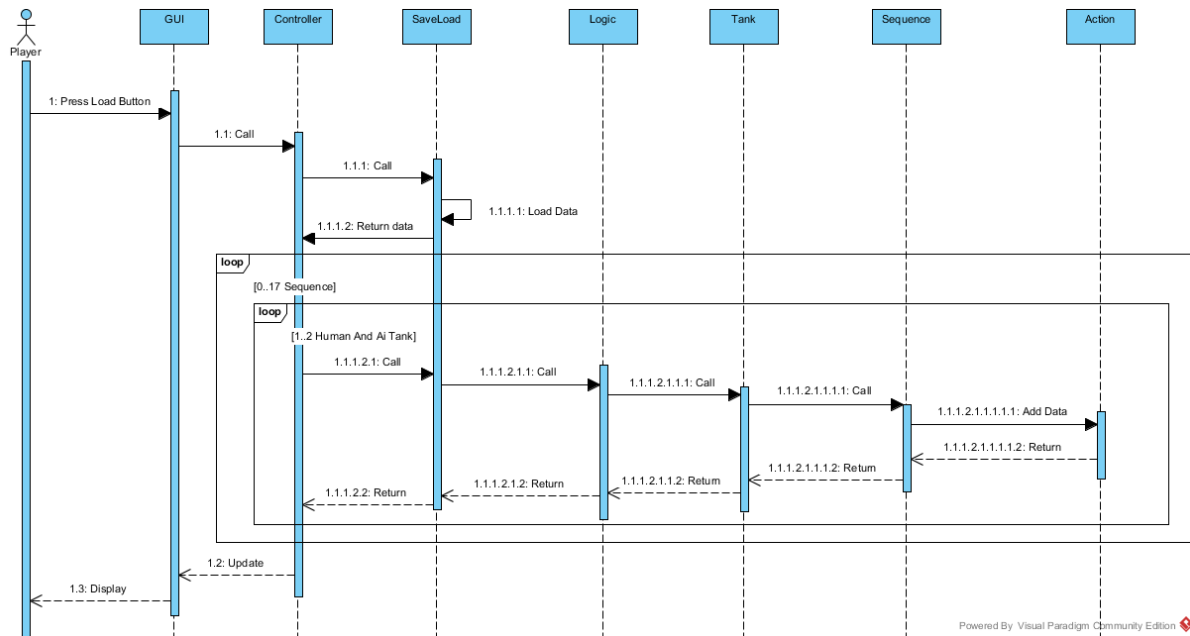 GUI
Controller
SaveLoad
Logic
Tank
Sequence
Action
Player
1: Press Load Button
1.1: Call
1.1.1: Call
1.1.1.1: Load Data
1.1.1.2: Return data
loop
[0..17 Sequence]
loop
[1..2 Human And Ai Tank]
1.1.1.2.1: Call
1.1.1.2.1.1: Call
1.1.1.2.1.1.1: Call
1.1.1.2.1.1.1.1: Call
1.1.1.2.1.1.1.1.1: Add Data
1.1.1.2.1.1.1.1.2: Return
1.1.1.2.1.1.1.2: Return
1.1.1.2.1.1.2: Return
1.1.1.2.1.2: Return
1.1.1.2.2: Return
1.2: Update
1.3: Display
Powered By Visual Paradigm Community Edition